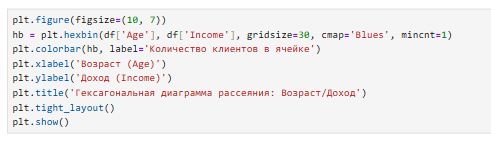 plt.figure(figsize=(10, 7))
hb = plt.hexbin(df['Age'], df['Income'], gridsize=30, cmap='Blues', mincnt=1)
plt.colorbar(hb, label='Количество клиентов в ячейке')
plt.xlabel('Возраст (Age)')
plt.ylabel('Доход (Income)')
plt.title('Гексагональная диаграмма рассеяния: Возраст/Доход')
plt.tight_layout()
plt.show()